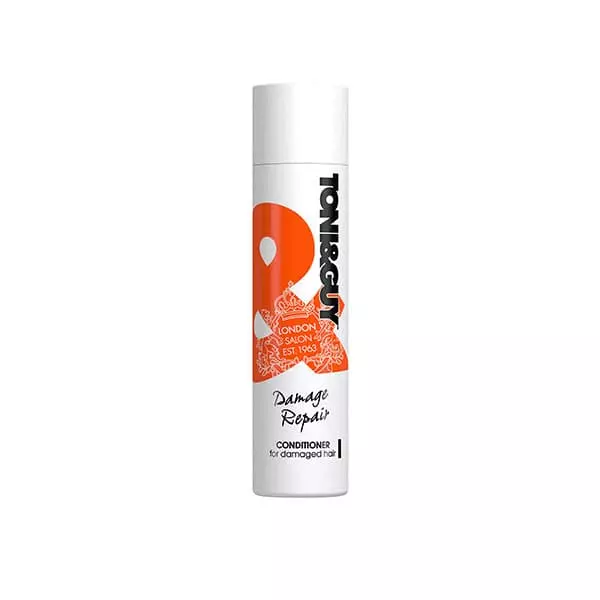 TONI&GUY
LONDON
SALON
EST. 1963
Damage
Repair
CONDITIONER
for damaged hair